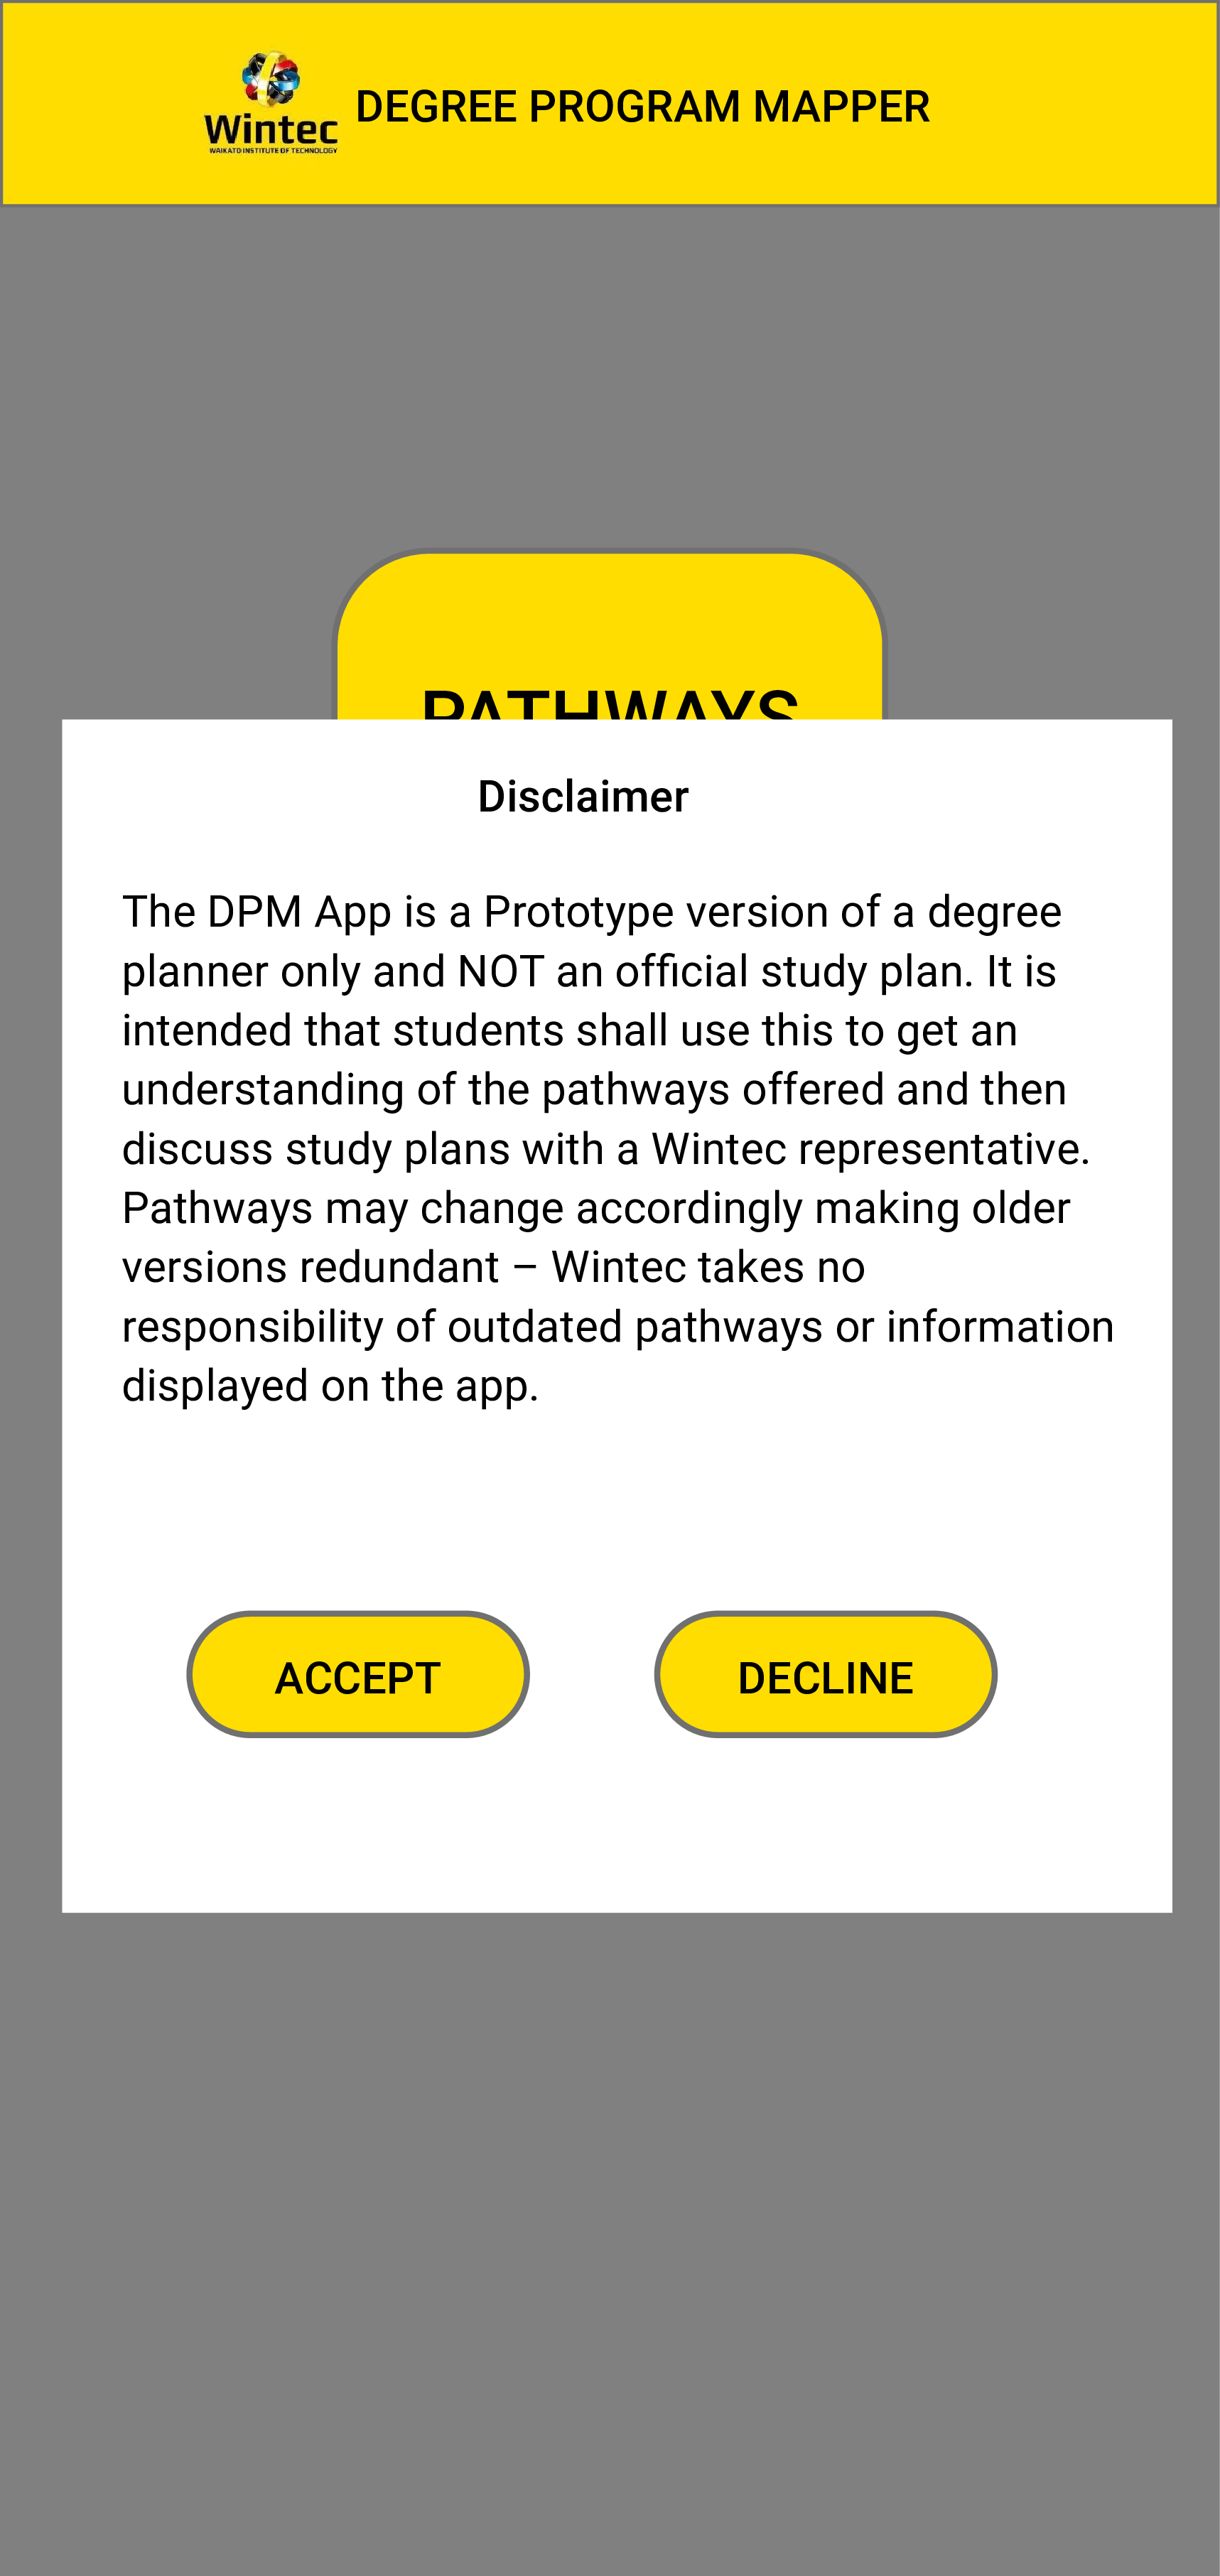 Wintec
WAIKATO INSTITUTE OF TECHNOLOGY
DEGREE PROGRAM MAPPER
PATHWAYS
Disclaimer
The DPM App is a Prototype version of a degree
planner only and NOT an official study plan. It is
intended that students shall use this to get an
understanding of the pathways offered and then
discuss study plans with a Wintec representative.
Pathways may change accordingly making older
versions redundant – Wintec takes no
responsibility of outdated pathways or information
displayed on the app.
ACCEPT
DECLINE